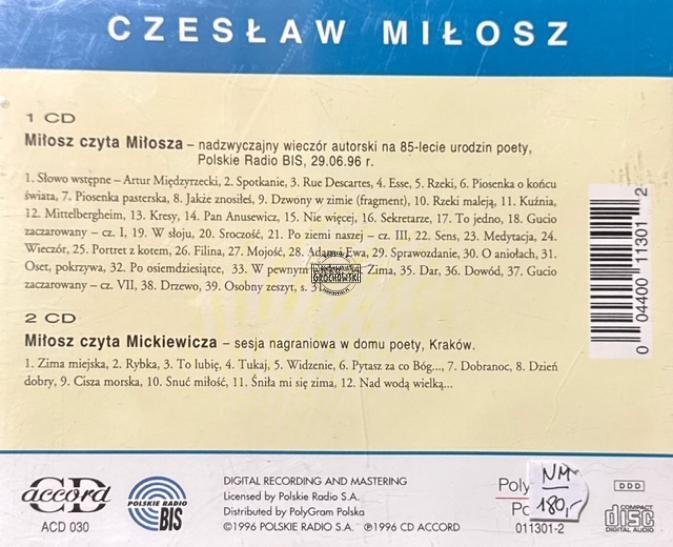 CZESŁAW MIŁOSZ
1 CD
Miłosz czyta Miłosza – nadzwyczajny wieczór autorski na 85-lecie urodzin poety,
Polskie Radio BIS, 29.06.96 r.
1. Słowo wstępne – Artur Międzyrzecki, 2. Spotkanie, 3. Rue Descartes, 4. Esse, 5. Rzeki, 6. Piosenka o końcu
świata, 7. Piosenka pasterska, 8. Jakże znosiłeś, 9. Dzwony w zimie (fragment), 10. Rzeki maleją, 11. Kuźnia,
12. Mittelbergheim, 13. Kresy, 14. Pan Anusewicz, 15. Nie więcej, 16. Sekretarze, 17. To jedno, 18. Gucio
zaczarowany – cz. I, 19. W słoju, 20. Sroczość, 21. Po ziemi naszej – cz. III, 22. Sens, 23. Medytacja, 24.
Wieczór, 25. Portret z kotem, 26. Filina, 27. Mojość, 28. Adam i Ewa, 29. Sprawozdanie, 30. O aniołach, 31.
Oset, pokrzywa, 32. Po osiemdziesiątce, 33. W pewnym Zima, 35. Dar, 36. Dowód, 37. Gucio
zaczarowany – cz. VII, 38. Drzewo, 39. Osobny zeszyt, s. 31
GROCHOWSKI
2 CD
Miłosz czyta Mickiewicza – sesja nagraniowa w domu poety, Kraków.
1. Zima miejska, 2. Rybka, 3. To lubię, 4. Tukaj, 5. Widzenie, 6. Pytasz za co Bóg..., 7. Dobranoc, 8. Dzień
dobry, 9. Cisza morska, 10. Snuć miłość, 11. Śniła mi się zima, 12. Nad wodą wielką...
0 04400 11301 2
CD accord
ACD 030
POLSKIE RADIO
BIS
DIGITAL RECORDING AND MASTERING
Licensed by Polskie Radio S.A.
Distributed by PolyGram Polska
©1996 POLSKIE RADIO S.A. ℗1996 CD ACCORD
Poly
Po
011301-2
NM
180,-
DDD
COMPACT
disc
DIGITAL AUDIO